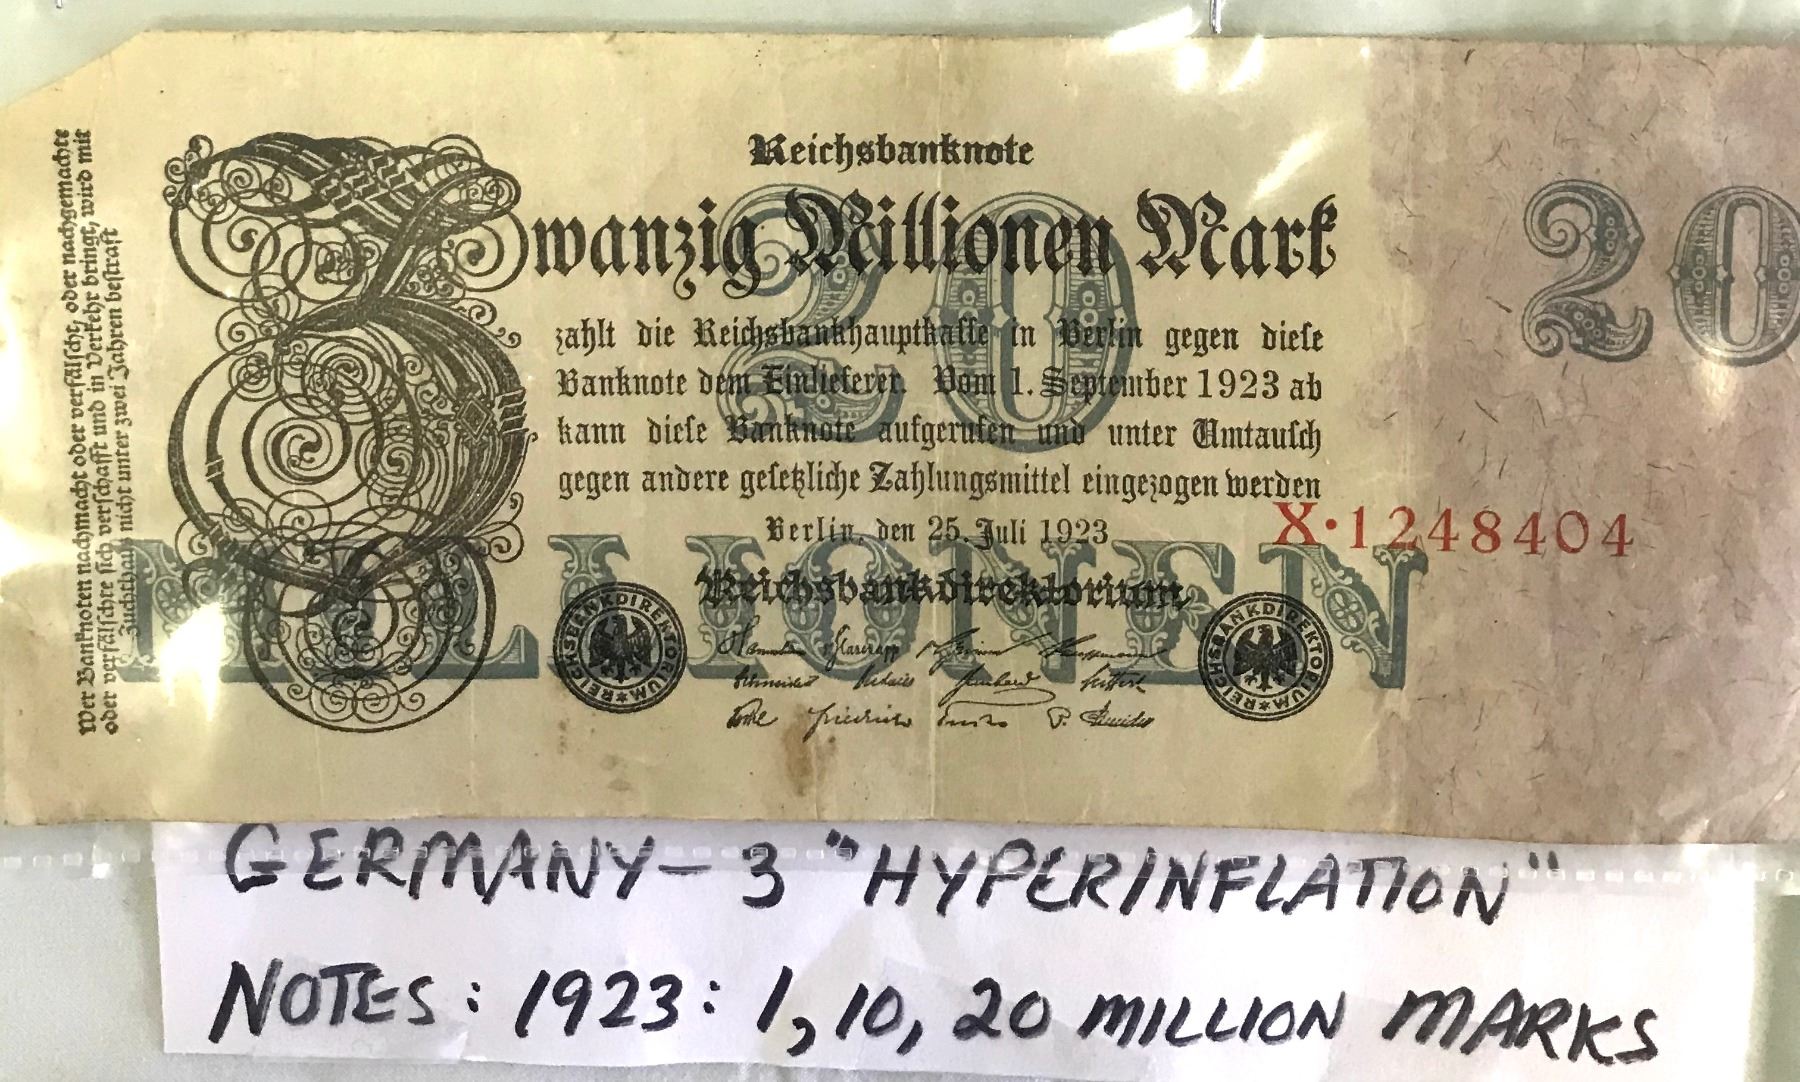 Reichsbanknote
Zwanzig Millionen Mark
20
20
zahlt die Reichsbankhauptkasse in Berlin gegen diese
Banknote dem Einlieferer. Vom 1. September 1923 ab
kann diese Banknote aufgerufen und unter Umtausch
gegen andere gesetzliche Zahlungsmittel eingezogen werden
Berlin, den 25. Juli 1923
X·1248404
Reichsbankdirektorium
MILLIONEN
REICHSBANKDIREKTORIUM
REICHSBANKDIREKTORIUM
Wer Banknoten nachmacht oder verfälscht, oder nachgemachte
oder verfälschte sich verschafft und in Verkehr bringt, wird mit
Zuchthaus nicht unter zwei Jahren bestraft
GERMANY - 3 "HYPERINFLATION"
NOTES: 1923: 1, 10, 20 MILLION MARKS